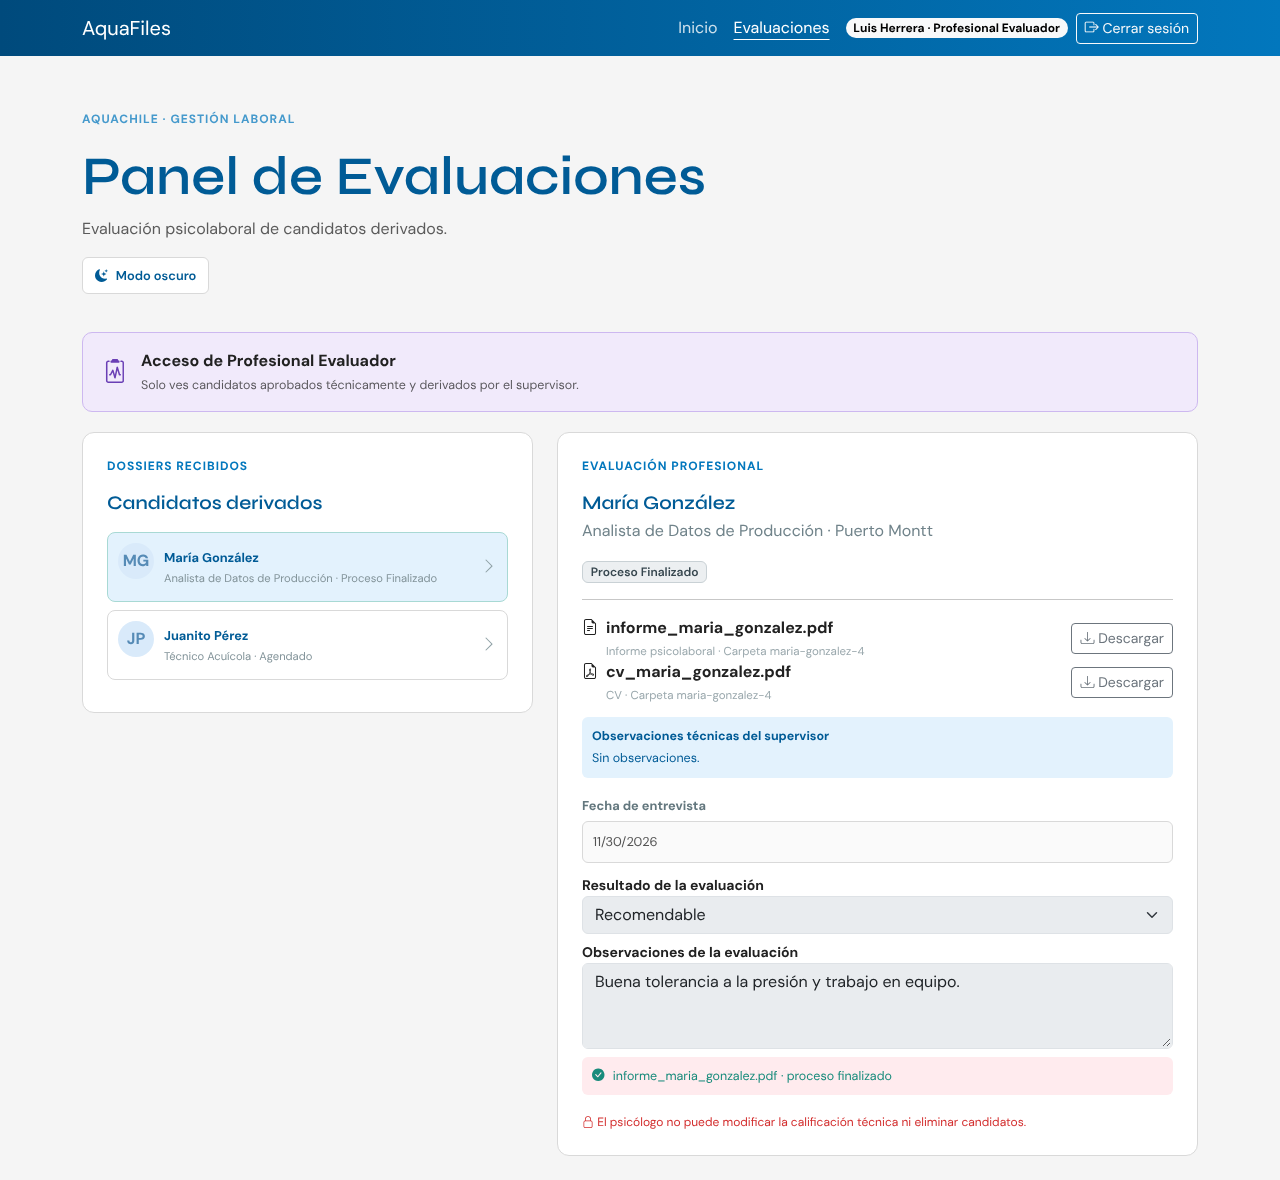 AquaFiles
Inicio
Evaluaciones
Luis Herrera · Profesional Evaluador
Cerrar sesión
AQUACHILE · GESTIÓN LABORAL
Panel de Evaluaciones
Evaluación psicolaboral de candidatos derivados.
Modo oscuro
Acceso de Profesional Evaluador
Solo ves candidatos aprobados técnicamente y derivados por el supervisor.
DOSSIERS RECIBIDOS
Candidatos derivados
MG
María González
Analista de Datos de Producción · Proceso Finalizado
JP
Juanito Pérez
Técnico Acuícola · Agendado
EVALUACIÓN PROFESIONAL
María González
Analista de Datos de Producción · Puerto Montt
Proceso Finalizado
informe_maria_gonzalez.pdf
Informe psicolaboral · Carpeta maria-gonzalez-4
Descargar
cv_maria_gonzalez.pdf
CV · Carpeta maria-gonzalez-4
Descargar
Observaciones técnicas del supervisor
Sin observaciones.
Fecha de entrevista
11/30/2026
Resultado de la evaluación
Recomendable
Observaciones de la evaluación
Buena tolerancia a la presión y trabajo en equipo.
informe_maria_gonzalez.pdf · proceso finalizado
El psicólogo no puede modificar la calificación técnica ni eliminar candidatos.